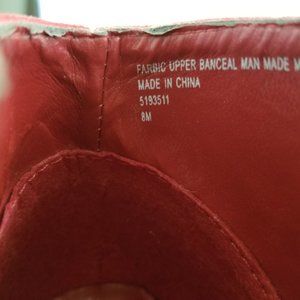 FABRIC UPPER BANCEAL MAN MADE M
MADE IN CHINA
5193511
8M